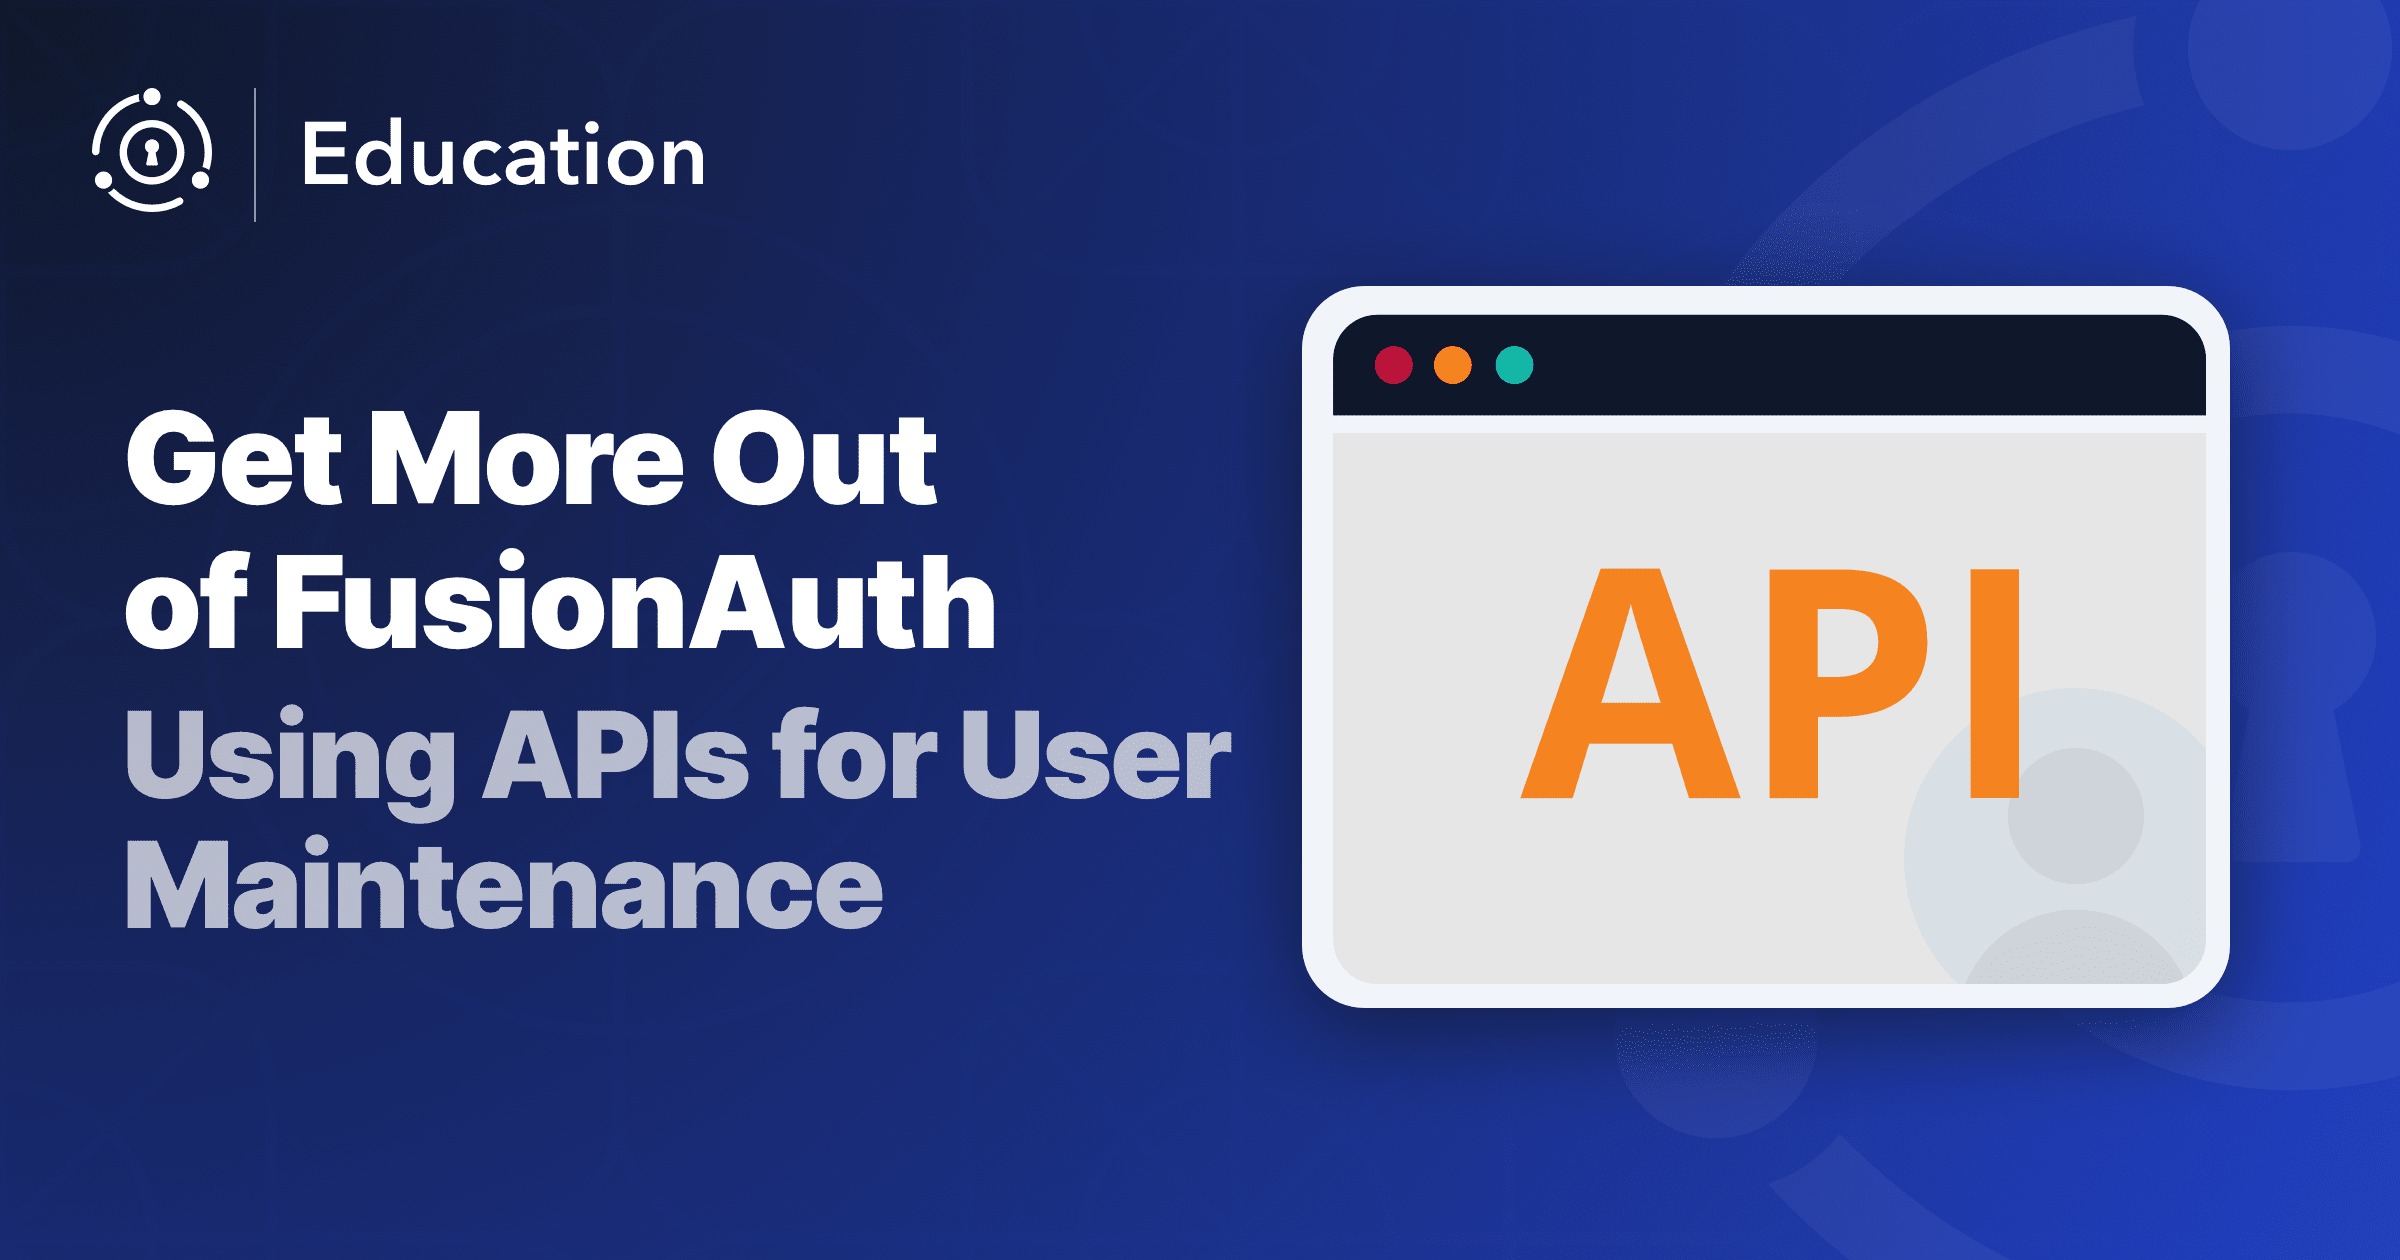 Education
Get More Out
of FusionAuth
Using APIs for User
Maintenance
API